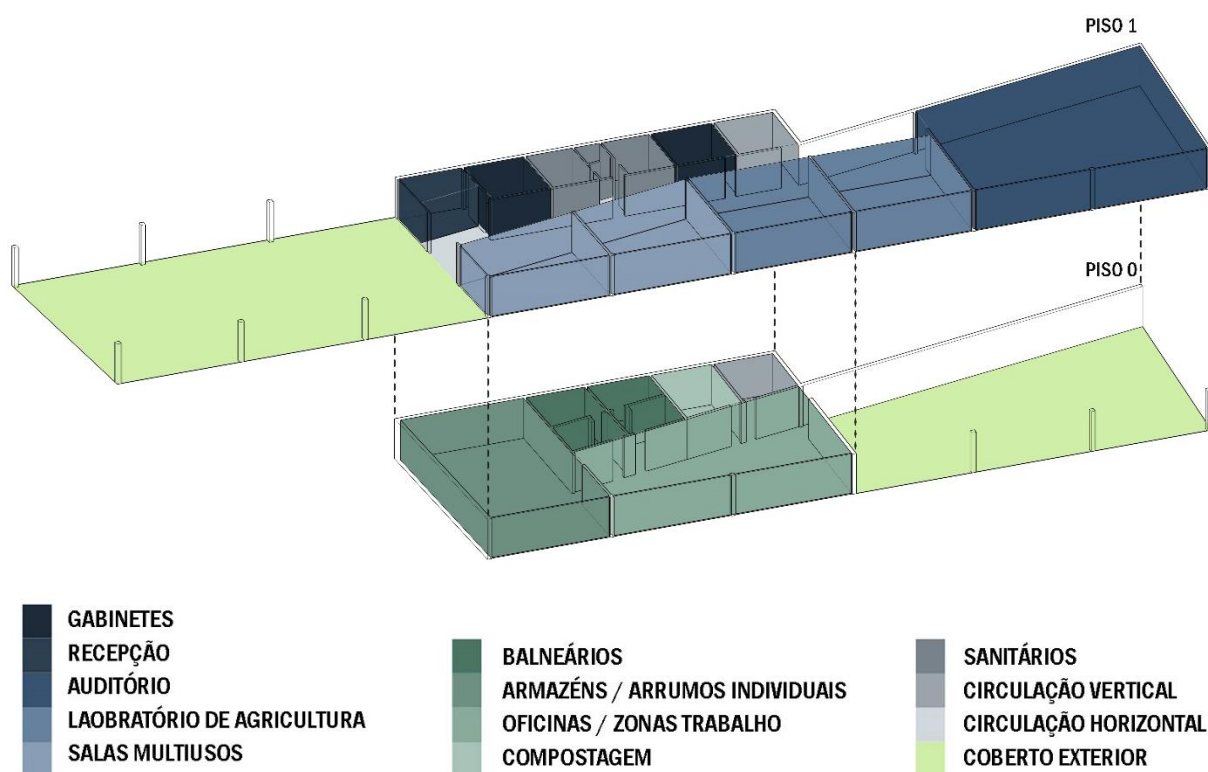 PISO 1
PISO 0
GABINETES
RECEPÇÃO
AUDITÓRIO
LAOBRATÓRIO DE AGRICULTURA
SALAS MULTIUSOS
BALNEÁRIOS
ARMAZÉNS / ARRUMOS INDIVIDUAIS
OFICINAS / ZONAS TRABALHO
COMPOSTAGEM
SANITÁRIOS
CIRCULAÇÃO VERTICAL
CIRCULAÇÃO HORIZONTAL
COBERTO EXTERIOR